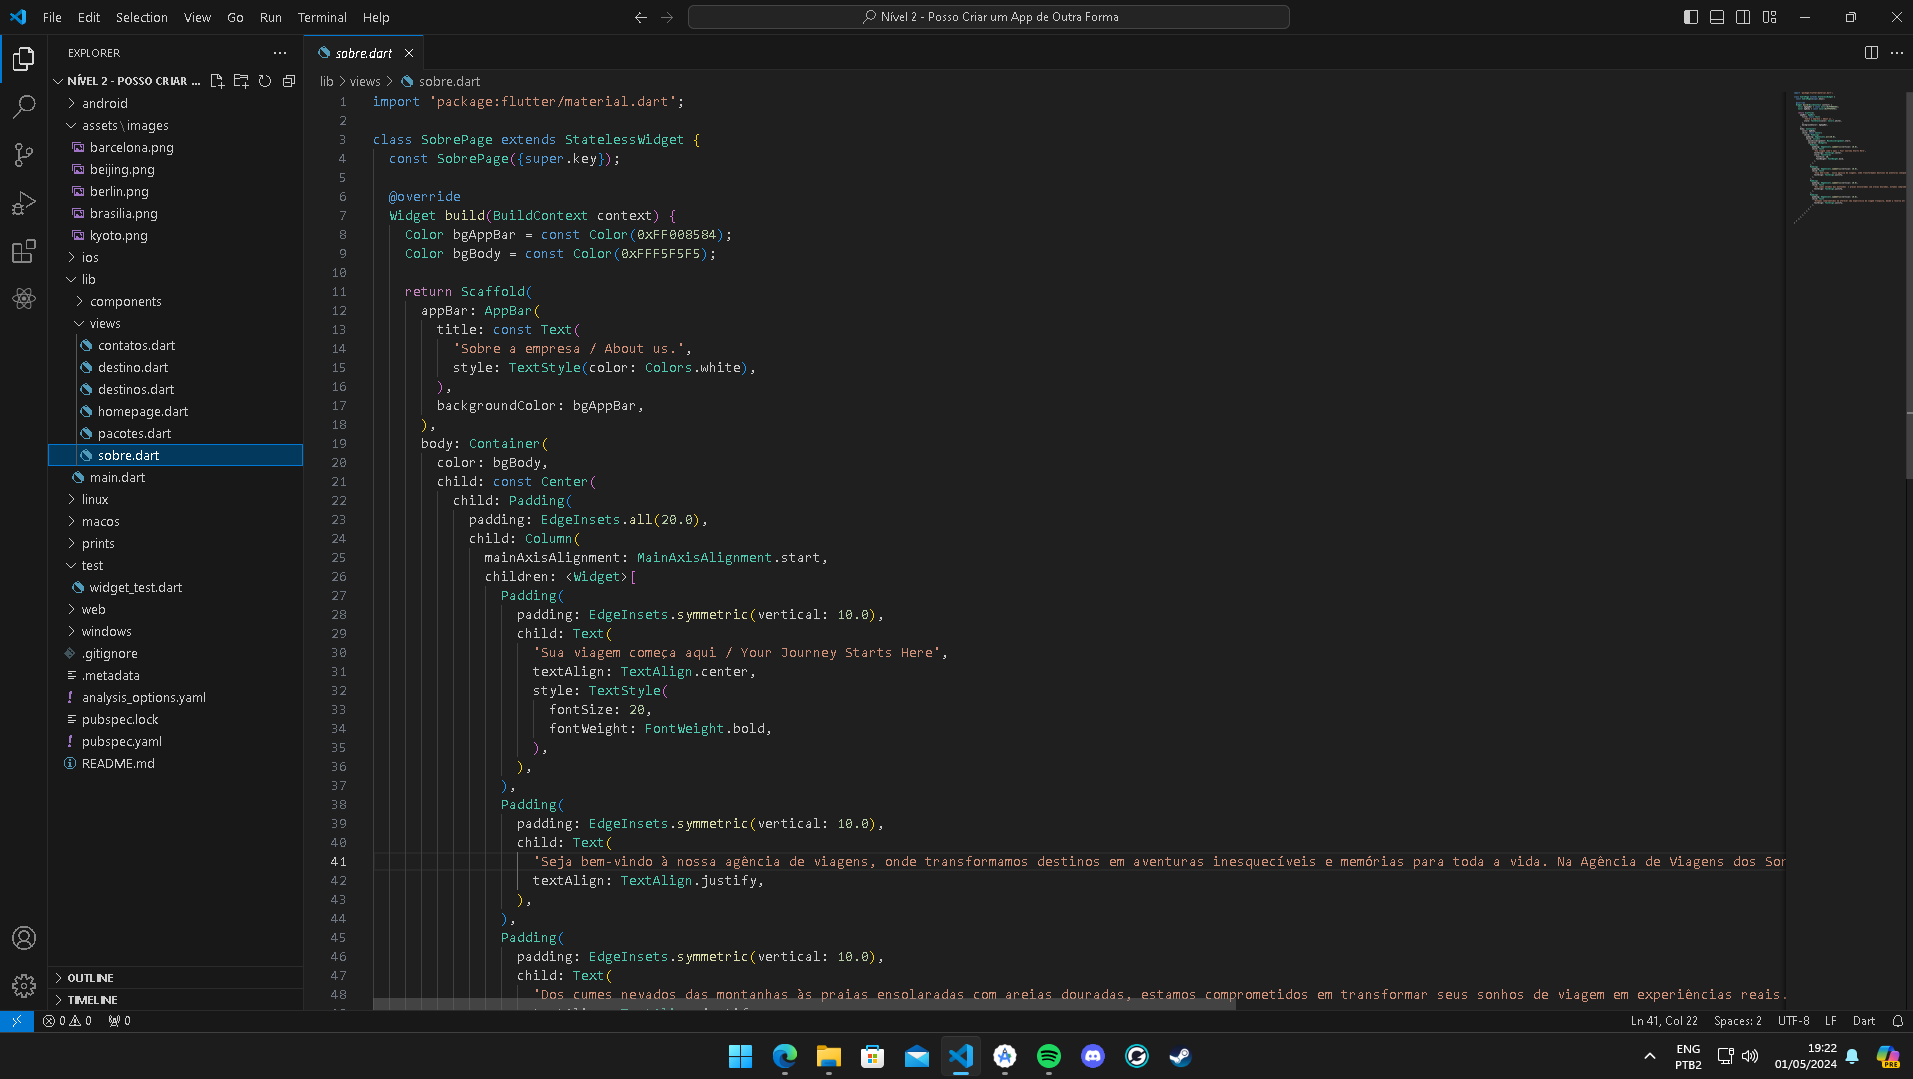 File Edit Selection View Go Run Terminal Help
Nível 2 - Posso Criar um App de Outra Forma
EXPLORER
NÍVEL 2 - POSSO CRIAR ...
android
assets\images
barcelona.png
beijing.png
berlin.png
brasilia.png
kyoto.png
ios
lib
components
views
contatos.dart
destino.dart
destinos.dart
homepage.dart
pacotes.dart
sobre.dart
main.dart
linux
macos
prints
test
widget_test.dart
web
windows
.gitignore
.metadata
analysis_options.yaml
pubspec.lock
pubspec.yaml
README.md
OUTLINE
TIMELINE
sobre.dart
lib > views > sobre.dart
1 import 'package:flutter/material.dart';
2
3 class SobrePage extends StatelessWidget {
4 const SobrePage({super.key});
5
6 @override
7 Widget build(BuildContext context) {
8 Color bgAppBar = const Color(0xFF008584);
9 Color bgBody = const Color(0xFFF5F5F5);
10
11 return Scaffold(
12 appBar: AppBar(
13 title: const Text(
14 'Sobre a empresa / About us.',
15 style: TextStyle(color: Colors.white),
16 ),
17 backgroundColor: bgAppBar,
18 ),
19 body: Container(
20 color: bgBody,
21 child: const Center(
22 child: Padding(
23 padding: EdgeInsets.all(20.0),
24 child: Column(
25 mainAxisAlignment: MainAxisAlignment.start,
26 children: <Widget>[
27 Padding(
28 padding: EdgeInsets.symmetric(vertical: 10.0),
29 child: Text(
30 'Sua viagem começa aqui / Your Journey Starts Here',
31 textAlign: TextAlign.center,
32 style: TextStyle(
33 fontSize: 20,
34 fontWeight: FontWeight.bold,
35 ),
36 ),
37 ),
38 Padding(
39 padding: EdgeInsets.symmetric(vertical: 10.0),
40 child: Text(
41 'Seja bem-vindo à nossa agência de viagens, onde transformamos destinos em aventuras inesquecíveis e memórias para toda a vida. Na Agência de Viagens dos Son
42 textAlign: TextAlign.justify,
43 ),
44 ),
45 Padding(
46 padding: EdgeInsets.symmetric(vertical: 10.0),
47 child: Text(
48 'Dos cumes nevados das montanhas às praias ensolaradas com areias douradas, estamos comprometidos em transformar seus sonhos de viagem em experiências reais.
0 0 0
Ln 41, Col 22 Spaces: 2 UTF-8 LF Dart
ENG
PTB2
19:22
01/05/2024
PRE